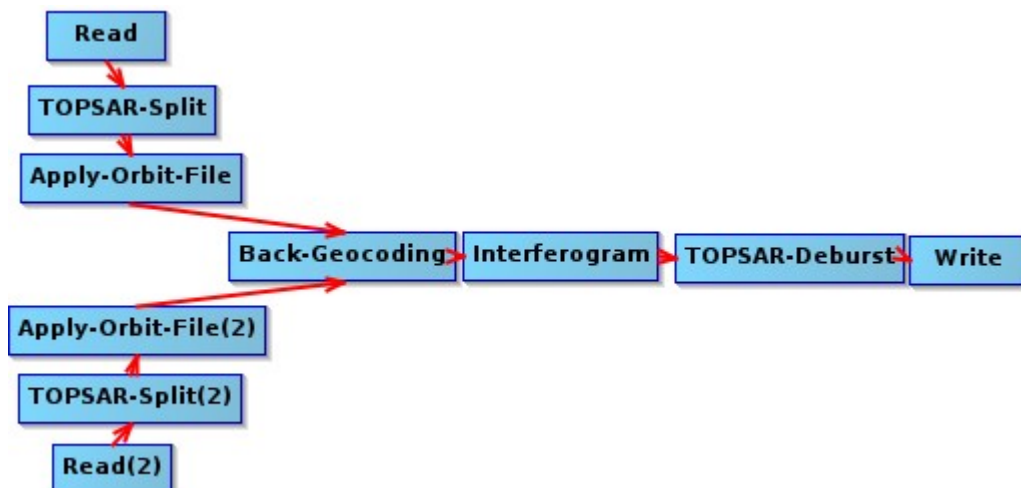 Read
TOPSAR-Split
Apply-Orbit-File
Back-Geocoding
Interferogram
TOPSAR-Deburst
Write
Apply-Orbit-File(2)
TOPSAR-Split(2)
Read(2)